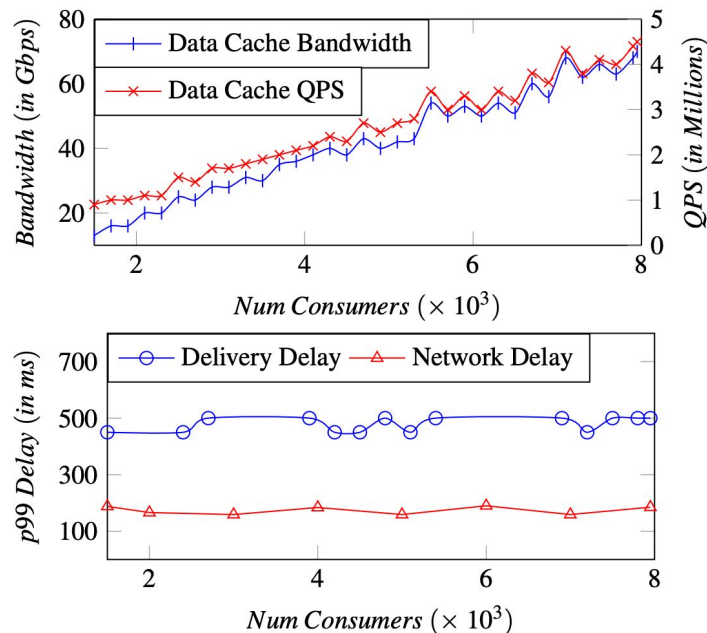 80
60
40
20
Bandwidth (in Gbps)
Data Cache Bandwidth
Data Cache QPS
5
4
3
2
1
0
QPS (in Millions)
2 4 6 8
Num Consumers (× 10³)
700
500
300
100
p99 Delay (in ms)
Delivery Delay Network Delay
2 4 6 8
Num Consumers (× 10³)